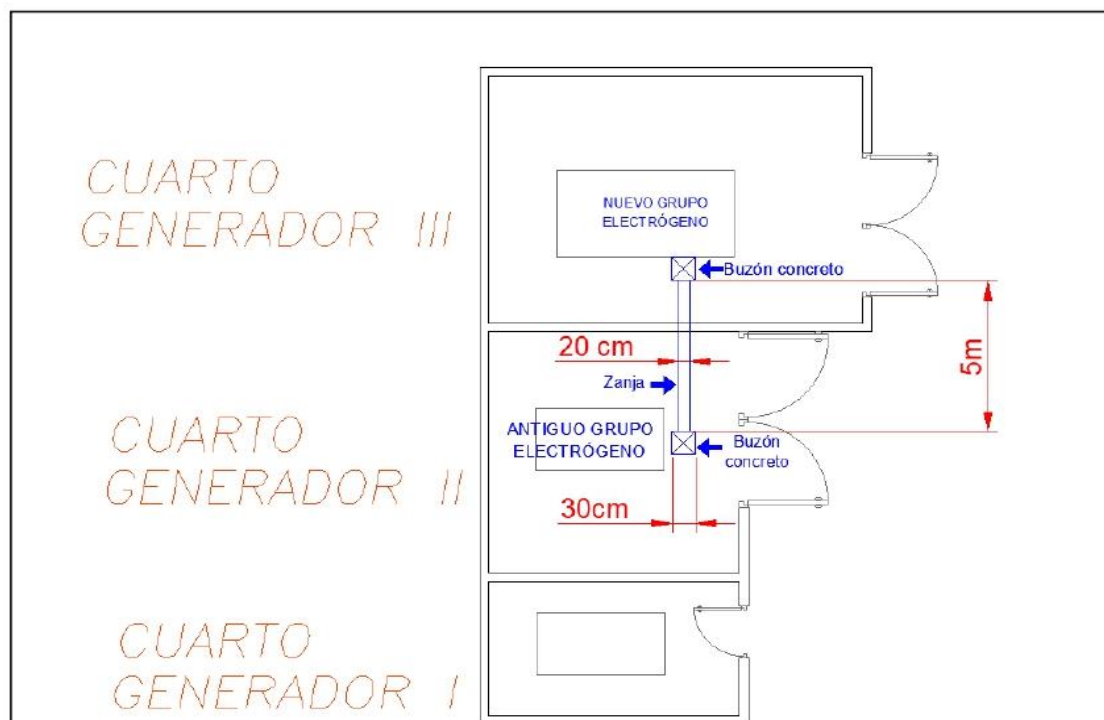 CUARTO
GENERADOR III
NUEVO GRUPO
ELECTRÓGENO
Buzón concreto
20 cm
Zanja
5m
CUARTO
GENERADOR II
ANTIGUO GRUPO
ELECTRÓGENO
Buzón
concreto
30cm
CUARTO
GENERADOR I